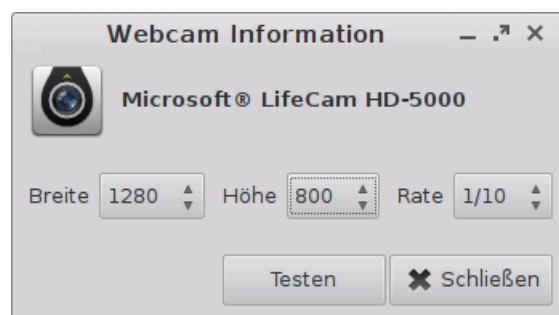 Webcam Information
Microsoft® LifeCam HD-5000
Breite 1280 Höhe 800 Rate 1/10
Testen Schließen